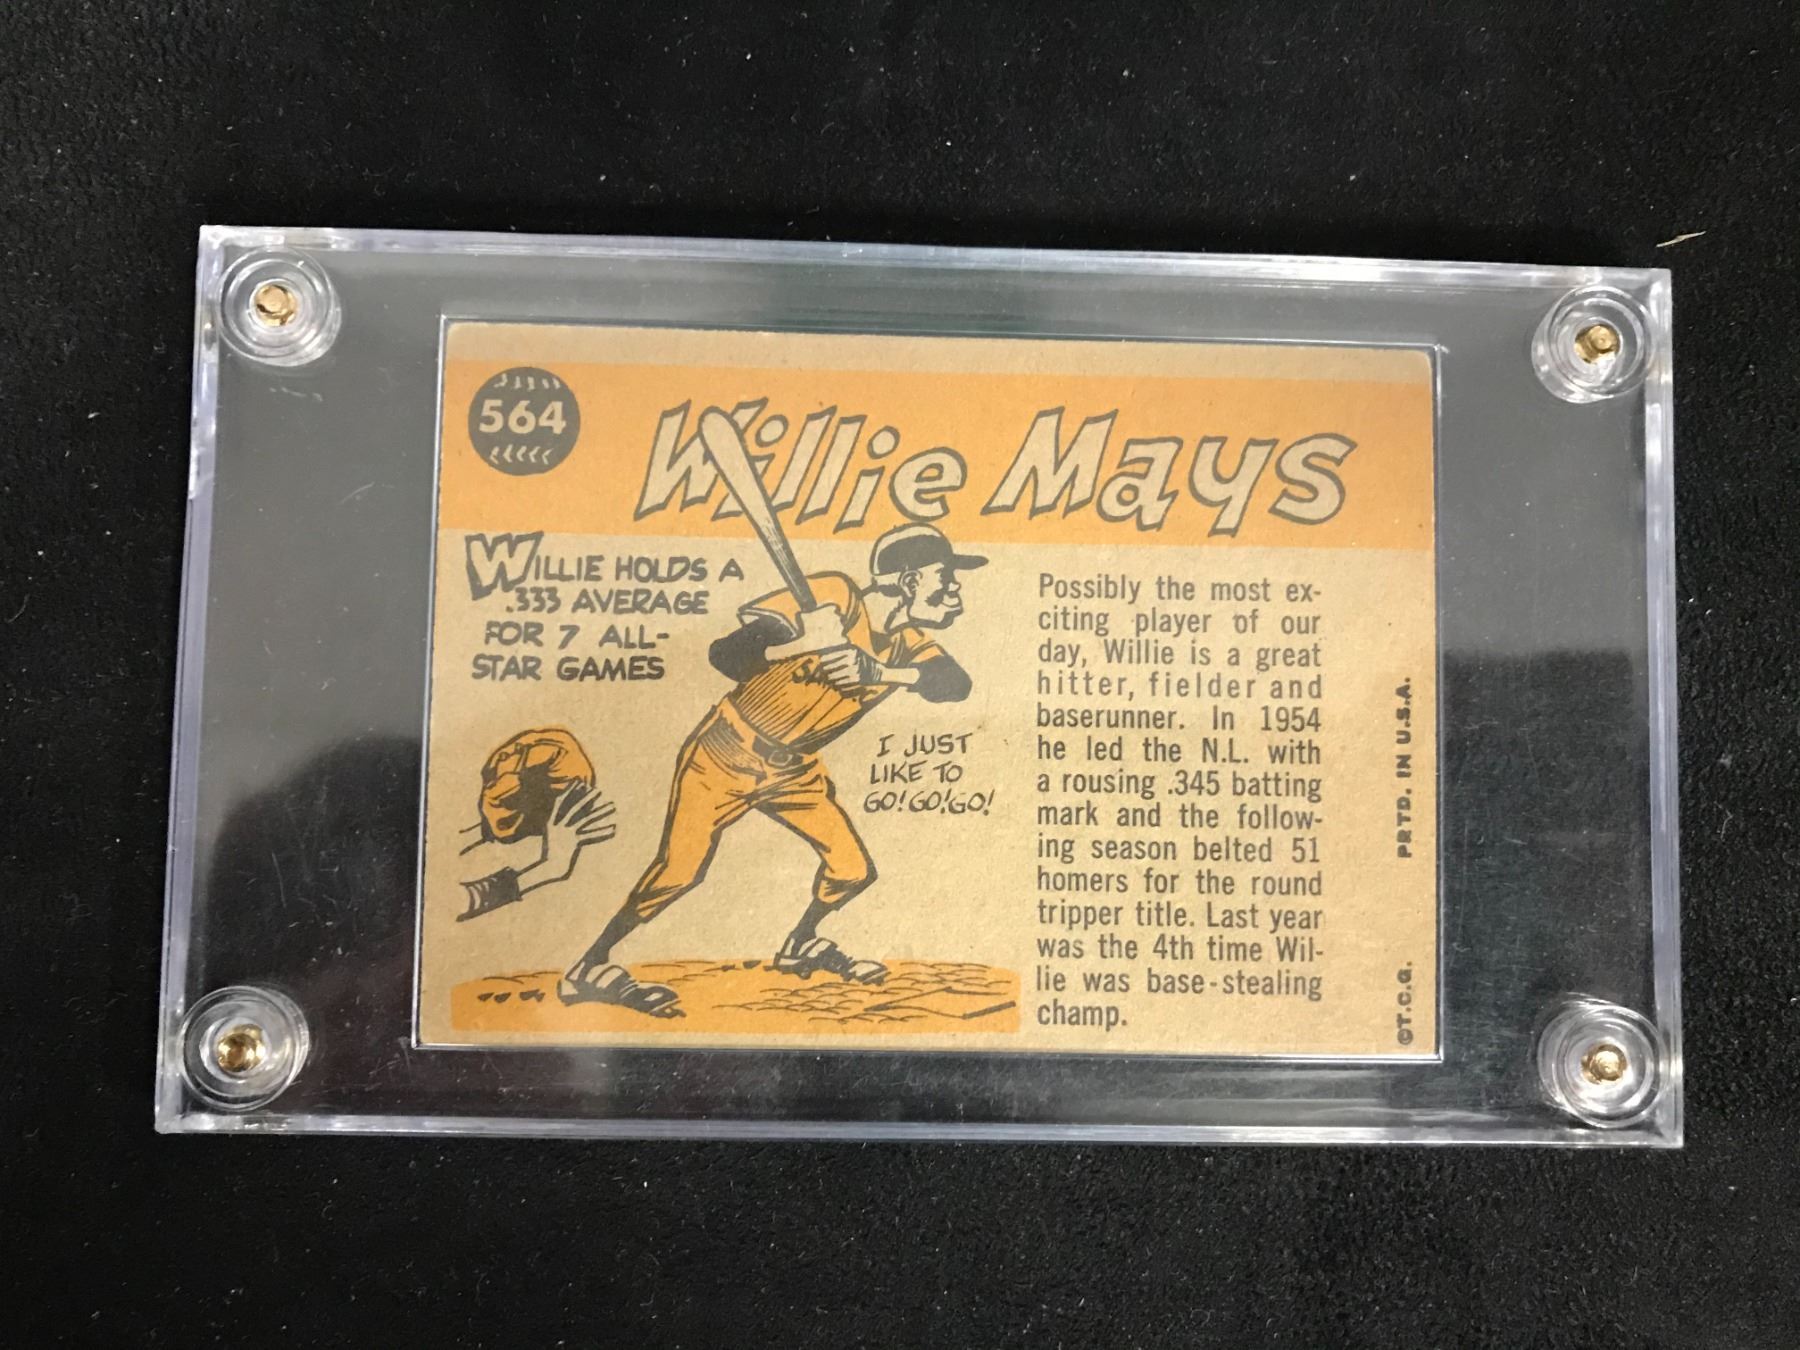 564
Willie Mays
WILLIE HOLDS A
.333 AVERAGE
FOR 7 ALL-
STAR GAMES
I JUST
LIKE TO
GO! GO! GO!
Possibly the most ex-
citing player of our
day, Willie is a great
hitter, fielder and
baserunner. In 1954
he led the N.L. with
a rousing .345 batting
mark and the follow-
ing season belted 51
homers for the round
tripper title. Last year
was the 4th time Wil-
lie was base-stealing
champ.
©T.C.G.
PRTD. IN U.S.A.